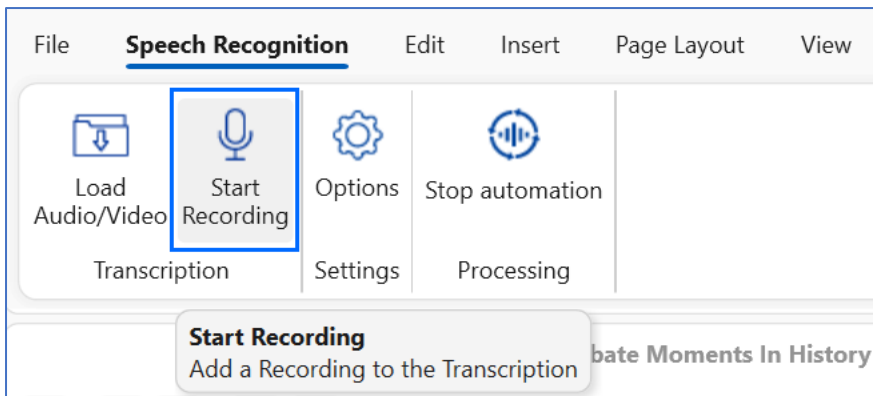 File Speech Recognition Edit Insert Page Layout View
Load Audio/Video
Start Recording
Options
Stop automation
Transcription Settings Processing
Start Recording
Add a Recording to the Transcription
Moments In History